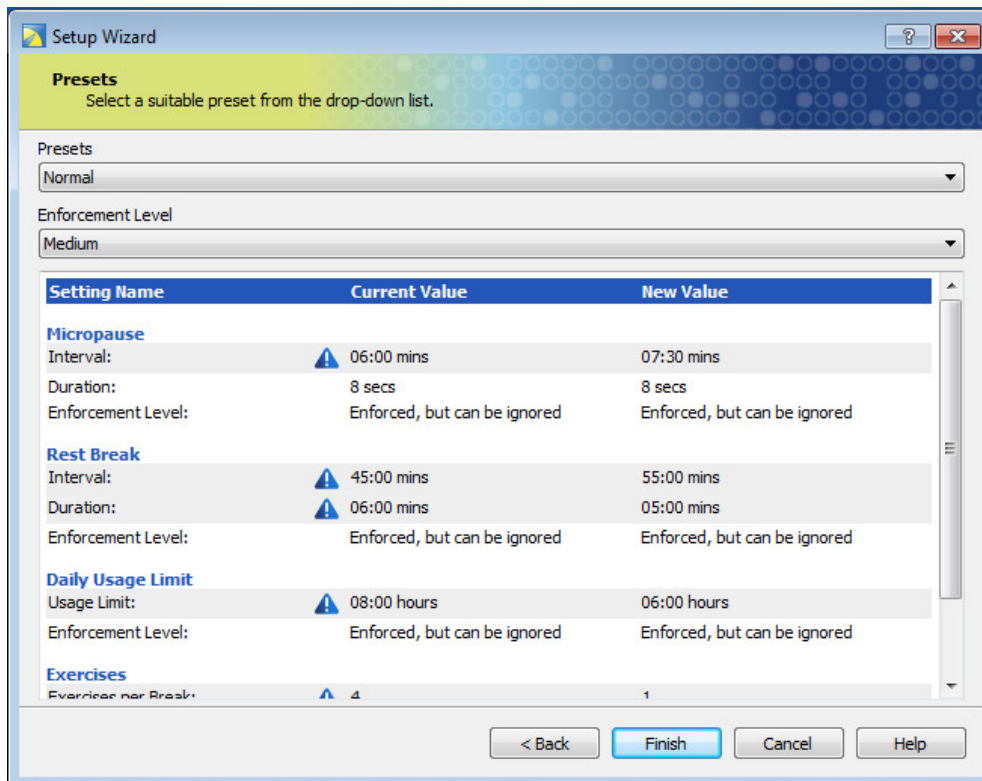 Setup Wizard
Presets
Select a suitable preset from the drop-down list.
Presets
Normal
Enforcement Level
Medium
Setting Name Current Value New Value
Micropause
Interval: 06:00 mins 07:30 mins
Duration: 8 secs 8 secs
Enforcement Level: Enforced, but can be ignored Enforced, but can be ignored
Rest Break
Interval: 45:00 mins 55:00 mins
Duration: 06:00 mins 05:00 mins
Enforcement Level: Enforced, but can be ignored Enforced, but can be ignored
Daily Usage Limit
Usage Limit: 08:00 hours 06:00 hours
Enforcement Level: Enforced, but can be ignored Enforced, but can be ignored
Exercises
Exercises per Break: 4 1
< Back Finish Cancel Help